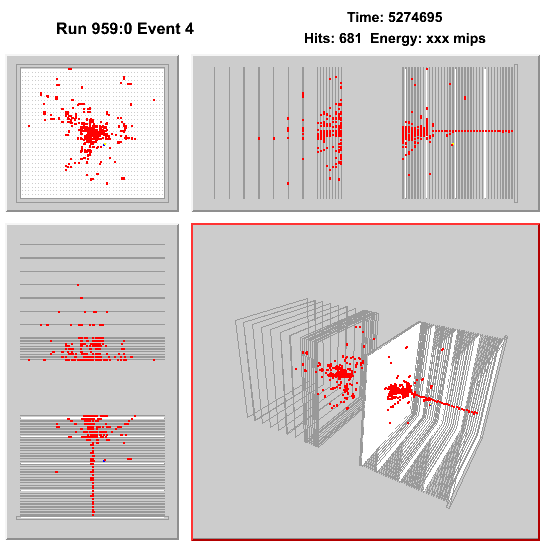 Run 959:0 Event 4
Time: 5274695
Hits: 681 Energy: xxx mips